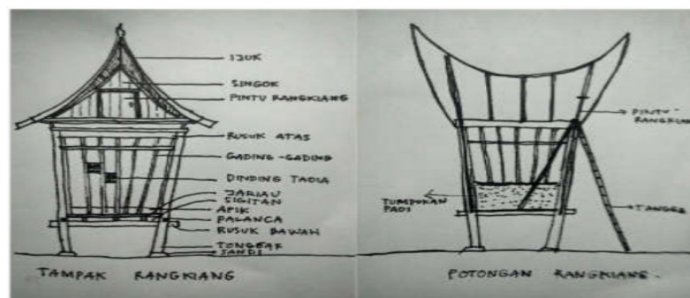 IJUK
SINGOK
PINTU RANGKIANG
RUSUK ATAS
GADING-GADING
DINDING TADIA
JARIAU
SIGITAN
APIK
PALANCA
RUSUK BAWAH
TONGGAK
SANDI
TAMPAK RANGKIANG
PINTU
RANGKIAN
TUMPUKAN
PADI
TANGGA
POTONGAN RANGKIANG.